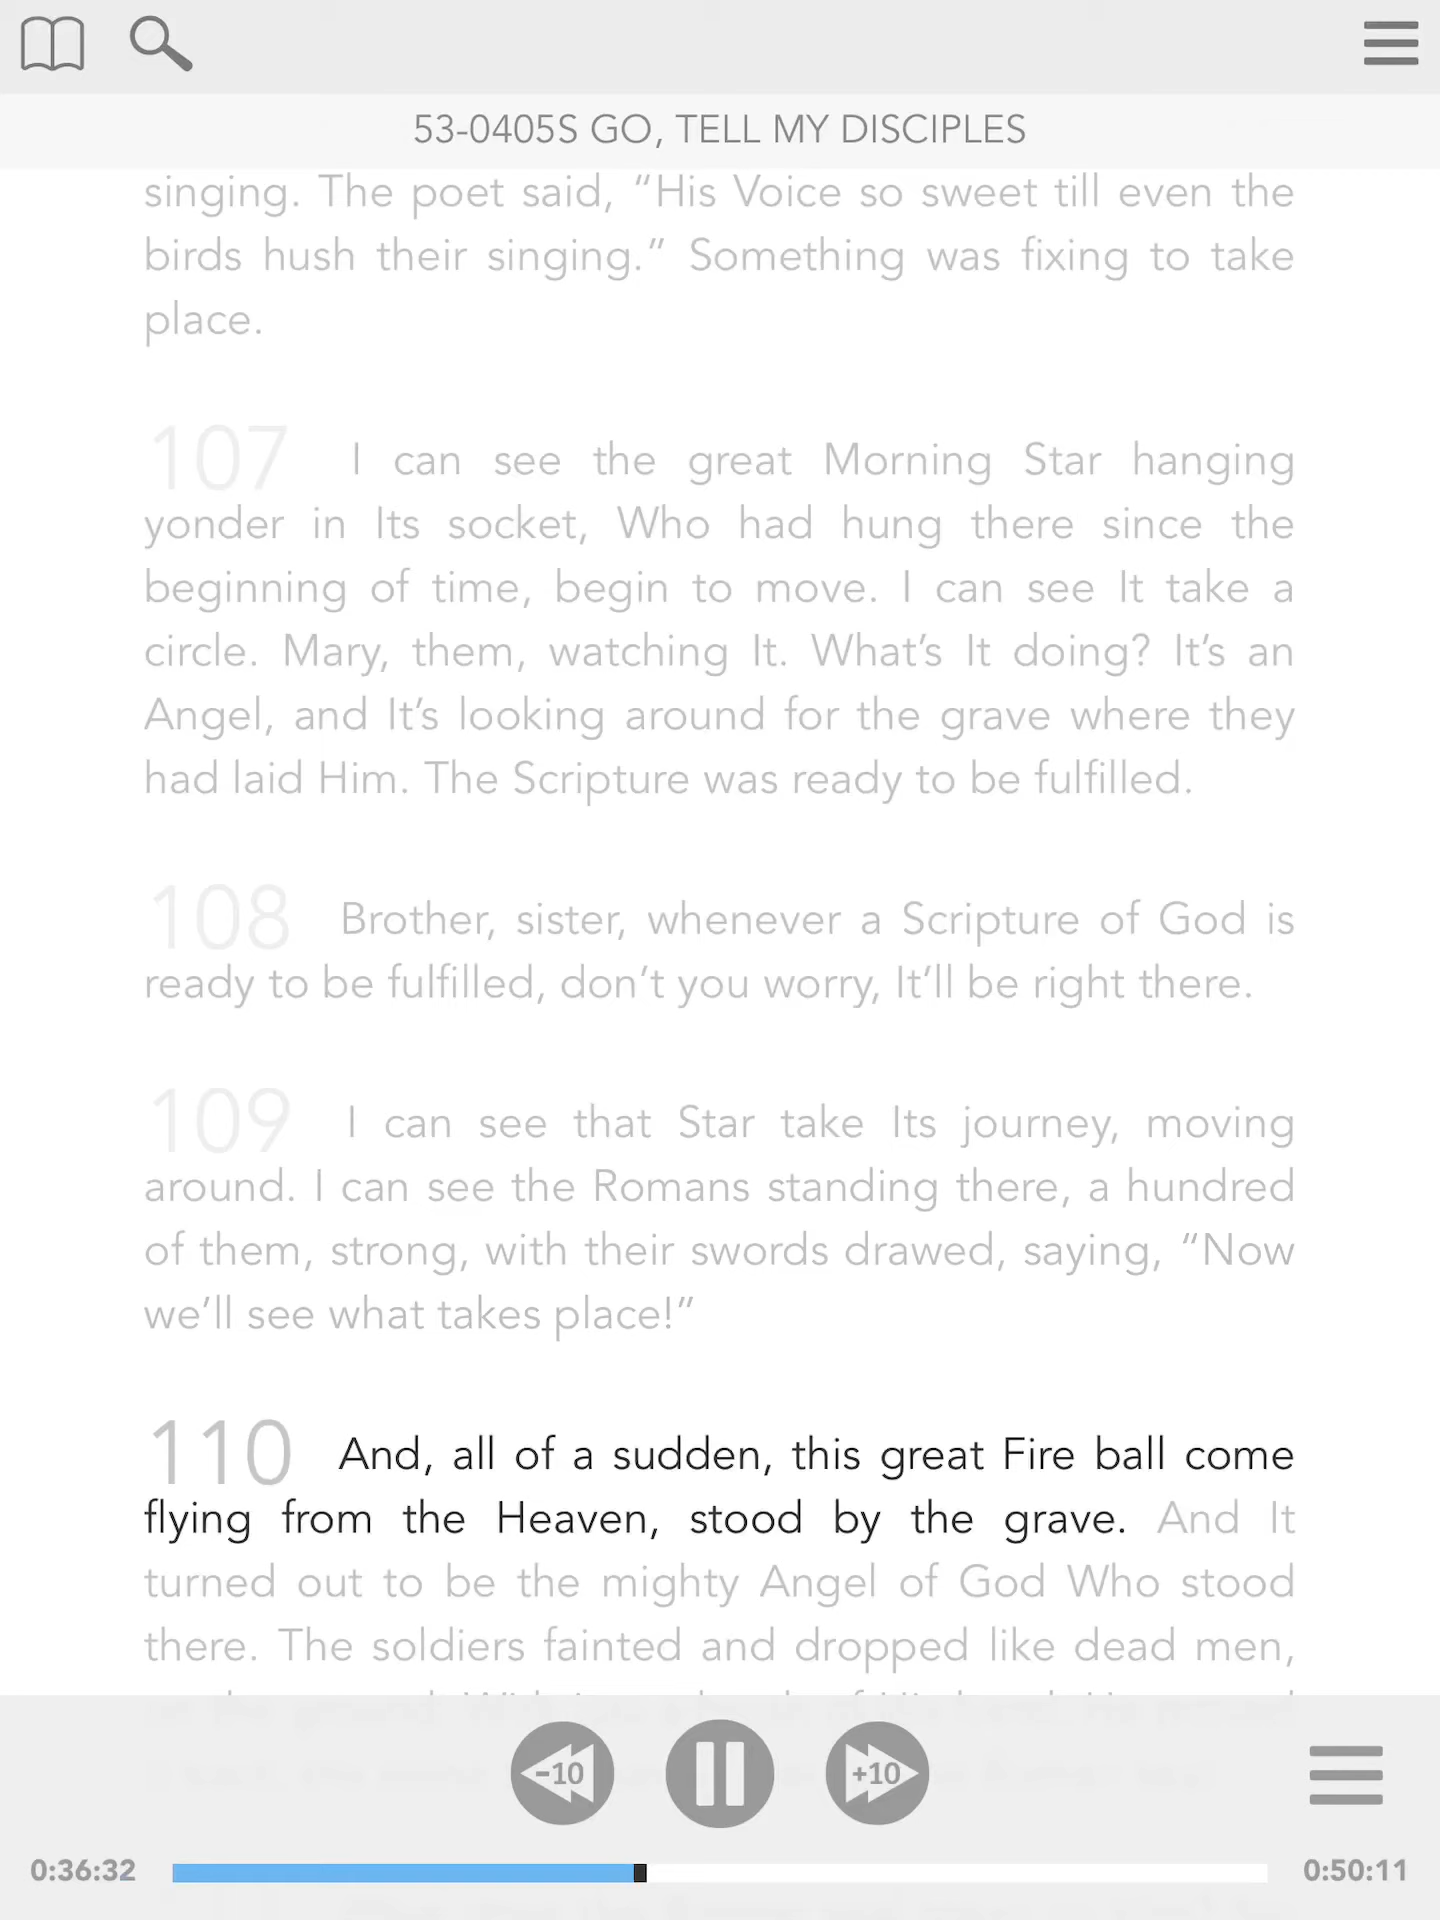 53-0405S GO, TELL MY DISCIPLES
singing. The poet said, “His Voice so sweet till even the
birds hush their singing.” Something was fixing to take
place.
107 I can see the great Morning Star hanging
yonder in Its socket, Who had hung there since the
beginning of time, begin to move. I can see It take a
circle. Mary, them, watching It. What’s It doing? It’s an
Angel, and It’s looking around for the grave where they
had laid Him. The Scripture was ready to be fulfilled.
108 Brother, sister, whenever a Scripture of God is
ready to be fulfilled, don’t you worry, It’ll be right there.
109 I can see that Star take Its journey, moving
around. I can see the Romans standing there, a hundred
of them, strong, with their swords drawed, saying, “Now
we’ll see what takes place!”
110 And, all of a sudden, this great Fire ball come
flying from the Heaven, stood by the grave. And It
turned out to be the mighty Angel of God Who stood
there. The soldiers fainted and dropped like dead men,
-10 +10
0:36:32 0:50:11